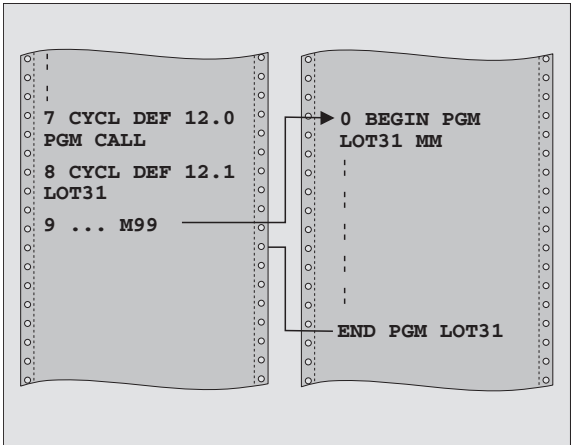 7 CYCL DEF 12.0
PGM CALL
8 CYCL DEF 12.1
LOT31
9 ... M99
0 BEGIN PGM
LOT31 MM
END PGM LOT31